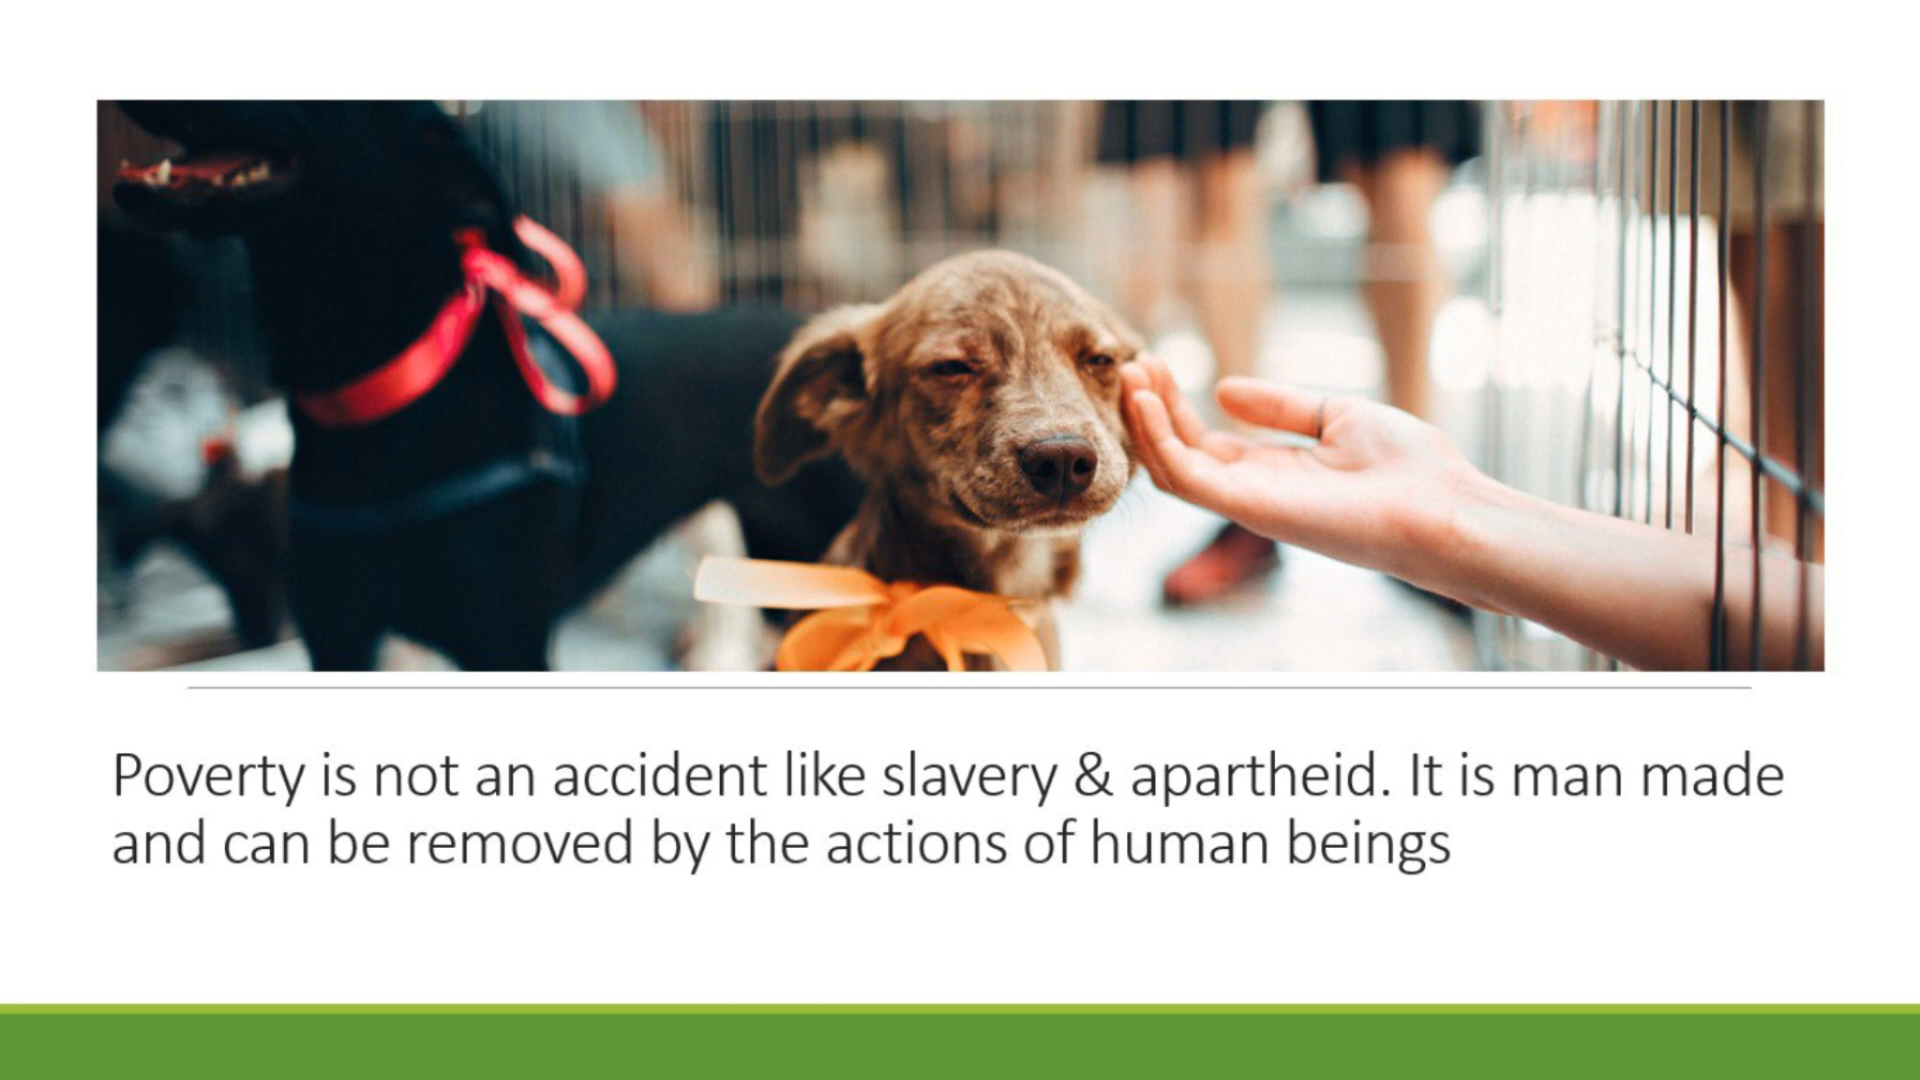 Poverty is not an accident like slavery & apartheid. It is man made
and can be removed by the actions of human beings